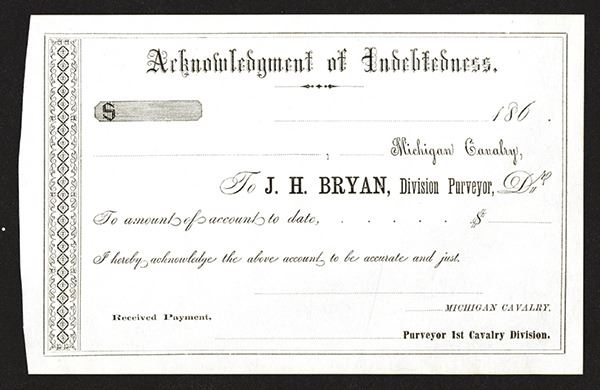 Acknowledgment of Indebtedness.
$
186 .
, Michigan Cavalry,
To J. H. BRYAN, Division Purveyor, Dr.
To amount of account to date, . . . . . . $
I hereby acknowledge the above account to be accurate and just.
MICHIGAN CAVALRY.
Received Payment.
Purveyor 1st Cavalry Division.